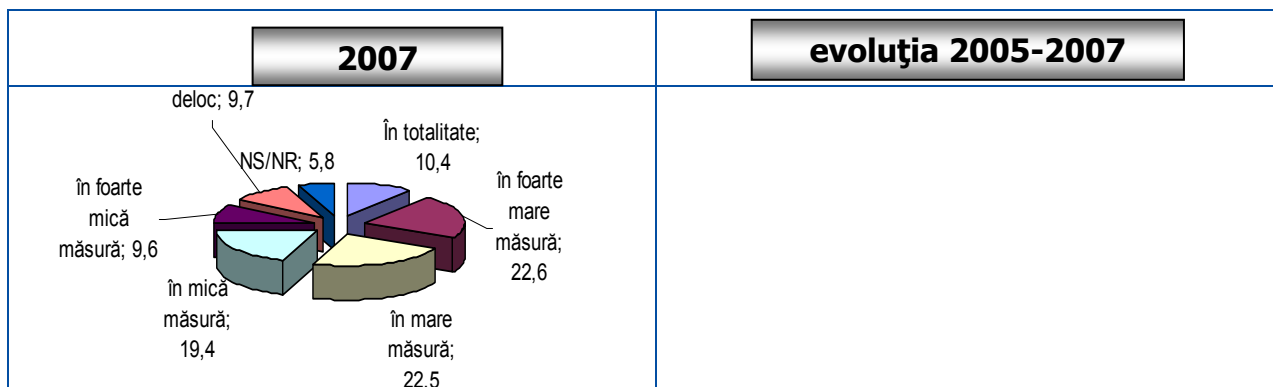 2007
evoluţia 2005-2007
deloc; 9,7
NS/NR; 5,8
În totalitate;
10,4
în foarte
mare
măsură;
22,6
în foarte
mică
măsură; 9,6
în mică
măsură;
19,4
în mare
măsură;
22,5